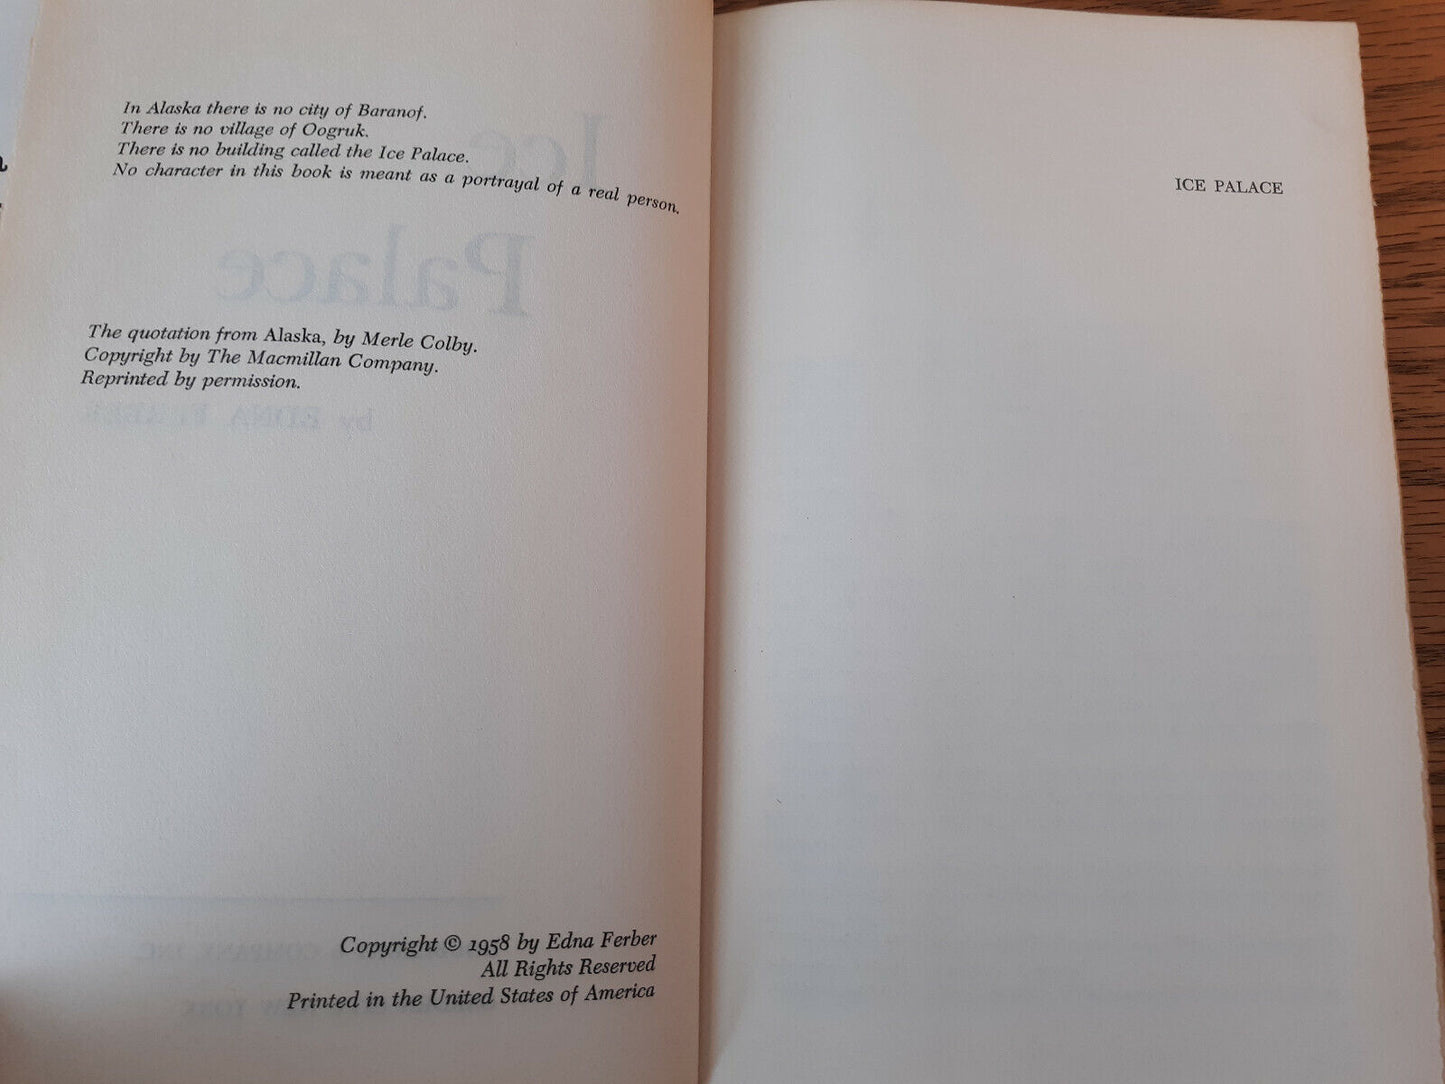 In Alaska there is no city of Baranof.
There is no village of Oogruk.
There is no building called the Ice Palace.
No character in this book is meant as a portrayal of a real person.
The quotation from Alaska, by Merle Colby.
Copyright by The Macmillan Company.
Reprinted by permission.
Copyright © 1958 by Edna Ferber
All Rights Reserved
Printed in the United States of America
ICE PALACE